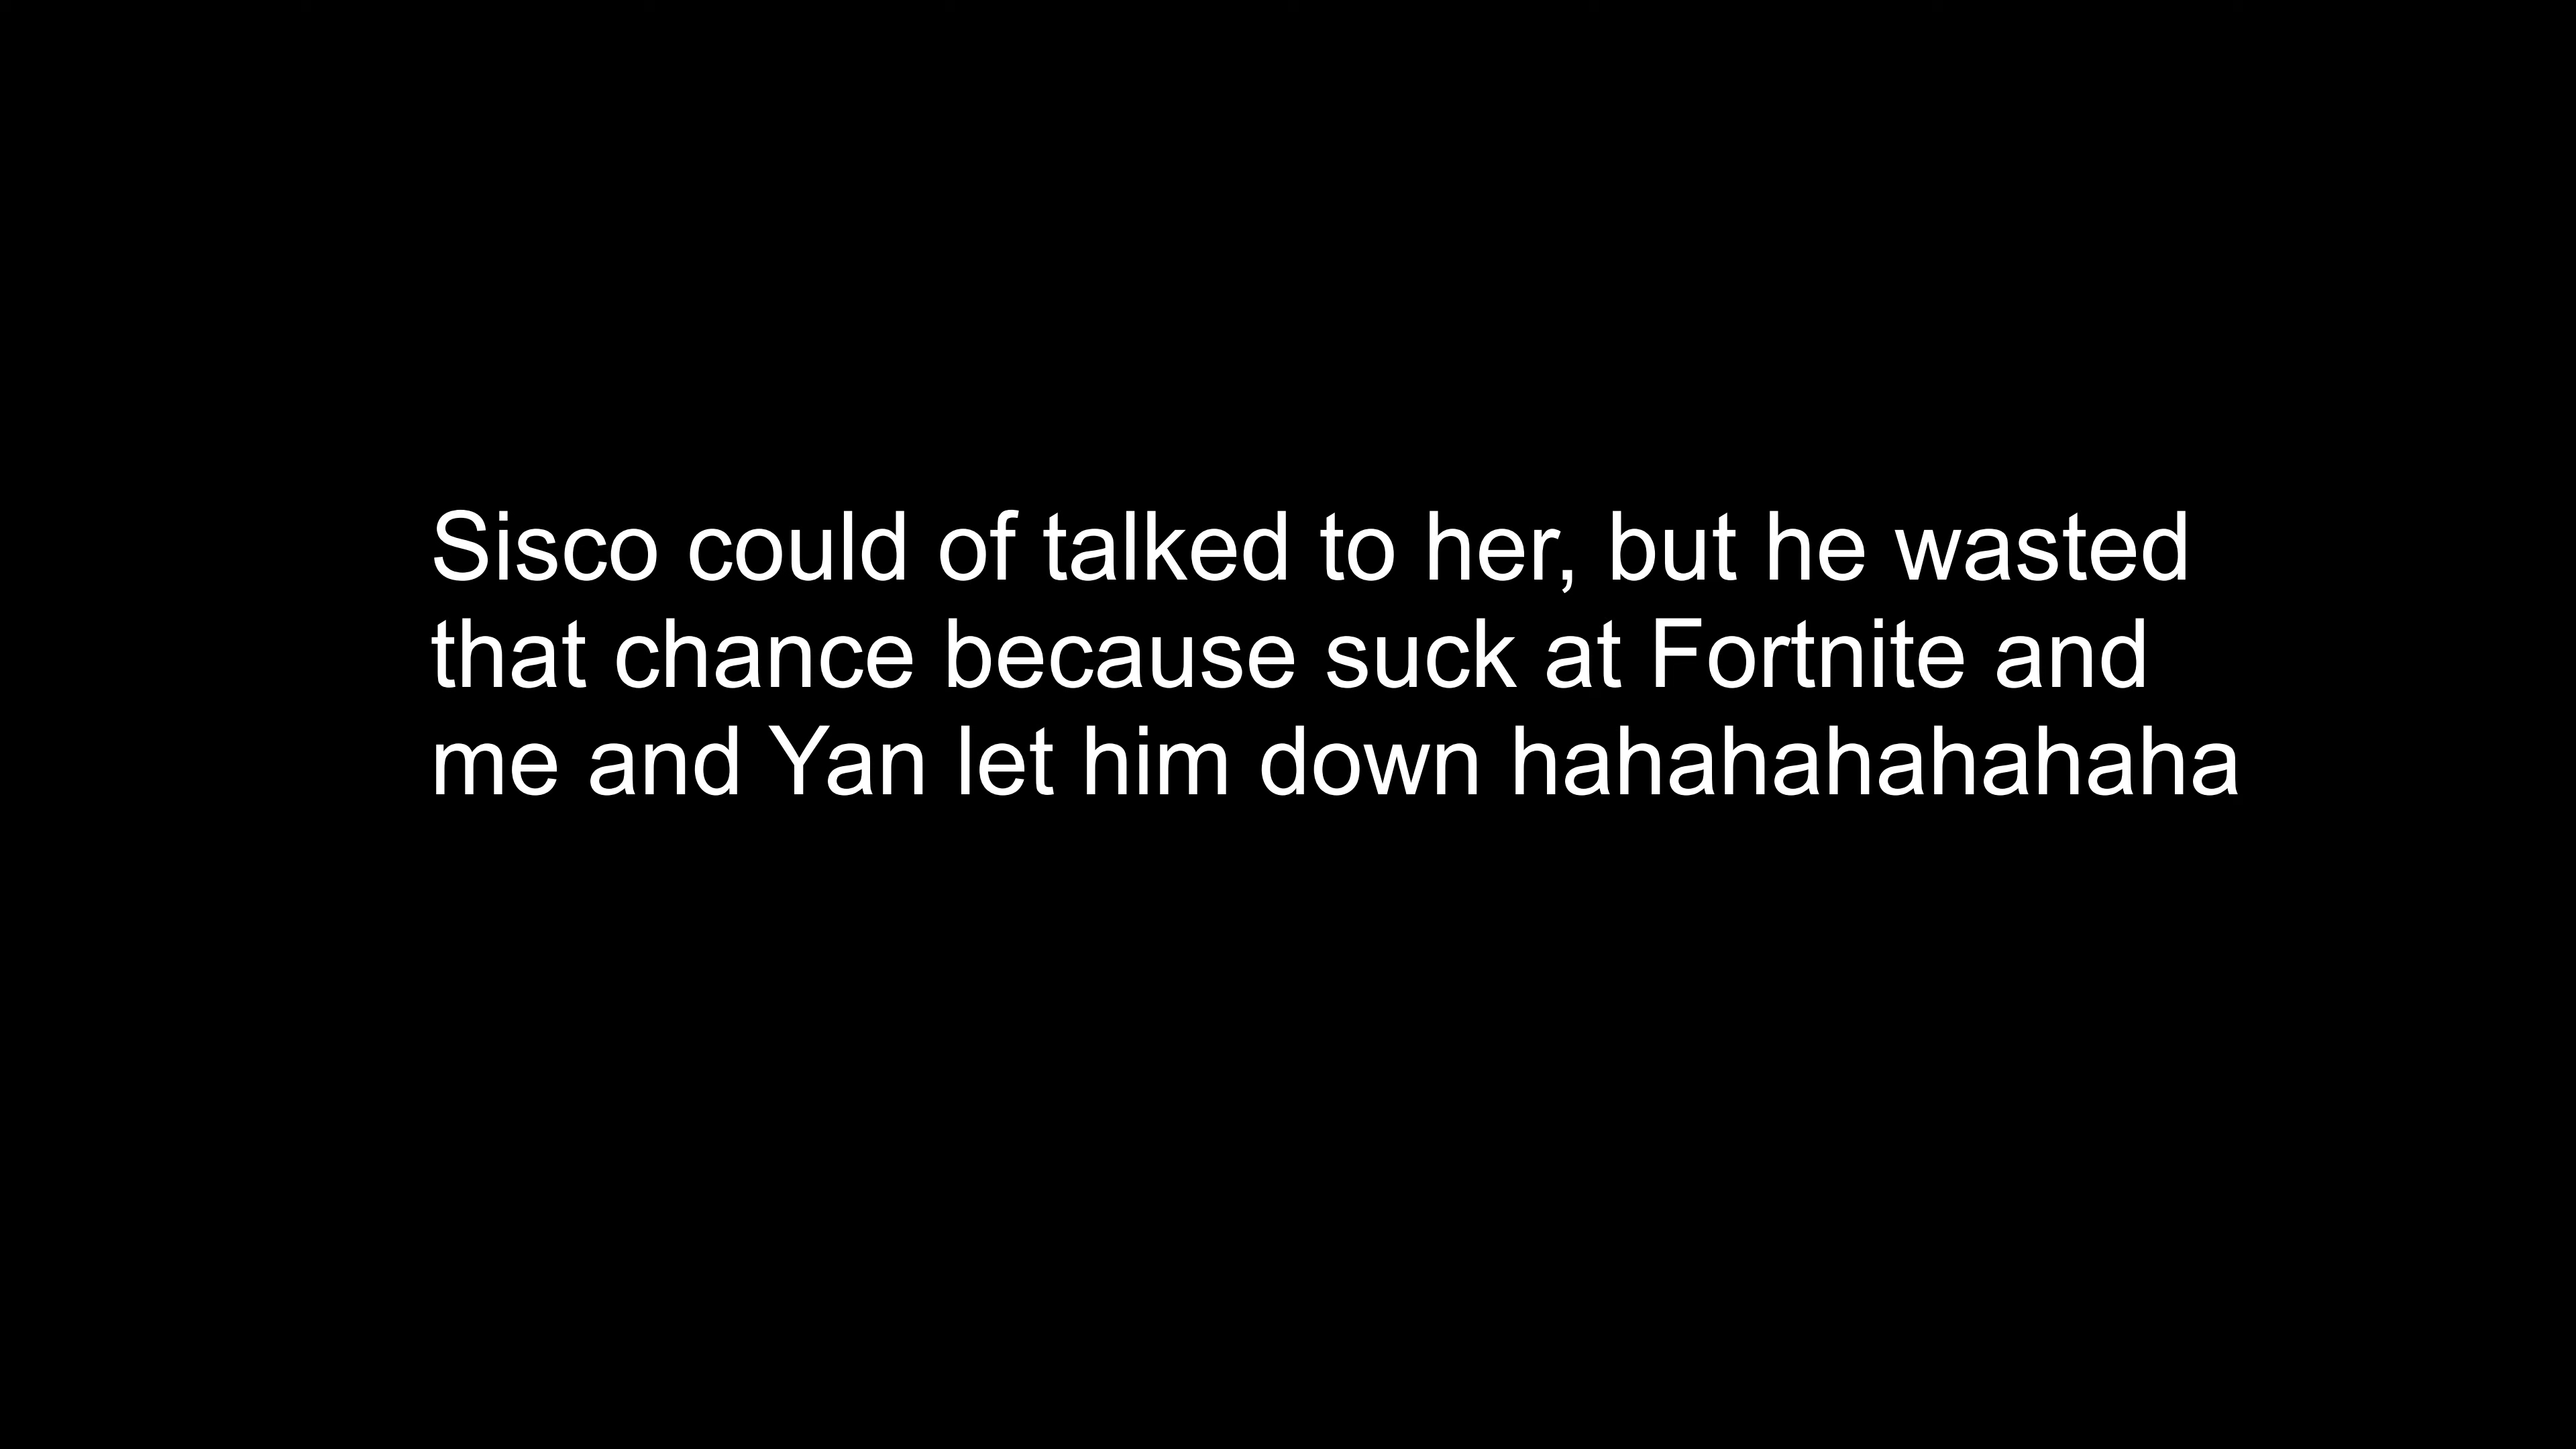 Sisco could of talked to her, but he wasted
that chance because suck at Fortnite and
me and Yan let him down hahahahahahaha